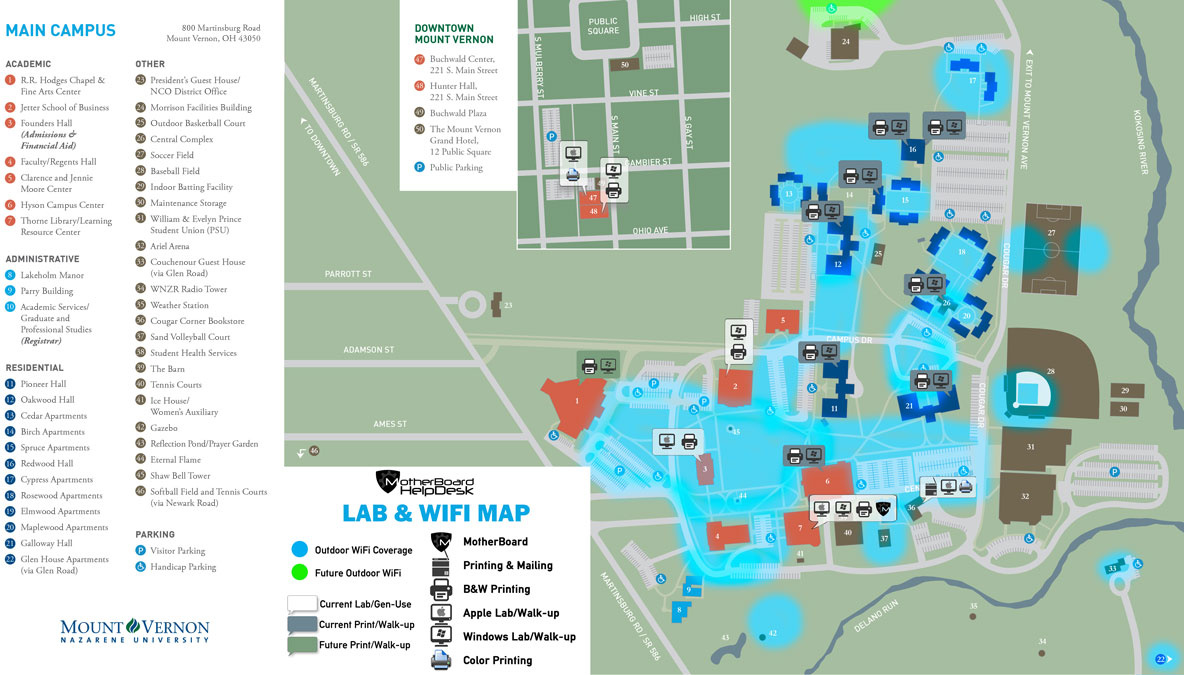 MAIN CAMPUS
800 Martinsburg Road
Mount Vernon, OH 43050
ACADEMIC
1 R.R. Hodges Chapel &
Fine Arts Center
2 Jetter School of Business
3 Founders Hall
(Admissions &
Financial Aid)
4 Faculty/Regents Hall
5 Clarence and Jennie
Moore Center
6 Hyson Campus Center
7 Thorne Library/Learning
Resource Center
ADMINISTRATIVE
8 Lakeholm Manor
9 Parry Building
10 Academic Services/
Graduate and
Professional Studies
(Registrar)
RESIDENTIAL
11 Pioneer Hall
12 Oakwood Hall
13 Cedar Apartments
14 Birch Apartments
15 Spruce Apartments
16 Redwood Hall
17 Cypress Apartments
18 Rosewood Apartments
19 Elmwood Apartments
20 Maplewood Apartments
21 Galloway Hall
22 Glen House Apartments
(via Glen Road)
OTHER
23 President's Guest House/
NCO District Office
24 Morrison Facilities Building
25 Outdoor Basketball Court
26 Central Complex
27 Soccer Field
28 Baseball Field
29 Indoor Batting Facility
30 Maintenance Storage
31 William & Evelyn Prince
Student Union (PSU)
32 Ariel Arena
33 Couchenour Guest House
(via Glen Road)
34 WNZR Radio Tower
35 Weather Station
36 Cougar Corner Bookstore
37 Sand Volleyball Court
38 Student Health Services
39 The Barn
40 Tennis Courts
41 Ice House/
Women's Auxiliary
42 Gazebo
43 Reflection Pond/Prayer Garden
44 Eternal Flame
45 Shaw Bell Tower
46 Softball Field and Tennis Courts
(via Newark Road)
PARKING
P Visitor Parking
Handicap Parking
MOUNT VERNON
NAZARENE UNIVERSITY
DOWNTOWN
MOUNT VERNON
47 Buchwald Center,
221 S. Main Street
48 Hunter Hall,
221 S. Main Street
49 Buchwald Plaza
50 The Mount Vernon
Grand Hotel,
12 Public Square
P Public Parking
PUBLIC
SQUARE
HIGH ST
S MULBERRY ST
50
VINE ST
S MAIN ST
S GAY ST
P
GAMBIER ST
47
48
OHIO AVE
MARTINSBURG RD / SR 586
TO DOWNTOWN
PARROTT ST
ADAMSON ST
AMES ST
46
23
24
17
EXIT TO MOUNT VERNON AVE
KOKOSING RIVER
16
13
14
15
12
25
18
27
26
20
COUGAR DR
5
CAMPUS DR
2
11
21
COUGAR DR
28
29
30
1
P
P
P
45
3
44
6
31
32
P
36
4
7
40
37
41
9
8
43
42
33
35
34
22
DELANO RUN
MARTINSBURG RD / SR 586
MotherBoard
HelpDesk
LAB & WIFI MAP
Outdoor WiFi Coverage
Future Outdoor WiFi
Current Lab/Gen-Use
Current Print/Walk-up
Future Print/Walk-up
MotherBoard
Printing & Mailing
B&W Printing
Apple Lab/Walk-up
Windows Lab/Walk-up
Color Printing